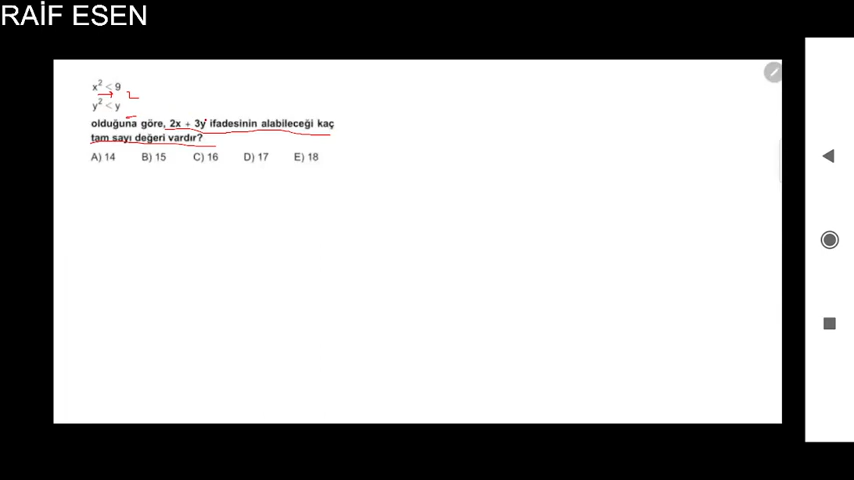 RAİF ESEN
x² < 9
y² < y
olduğuna göre, 2x + 3y ifadesinin alabileceği kaç
tam sayı değeri vardır?
A) 14 B) 15 C) 16 D) 17 E) 18